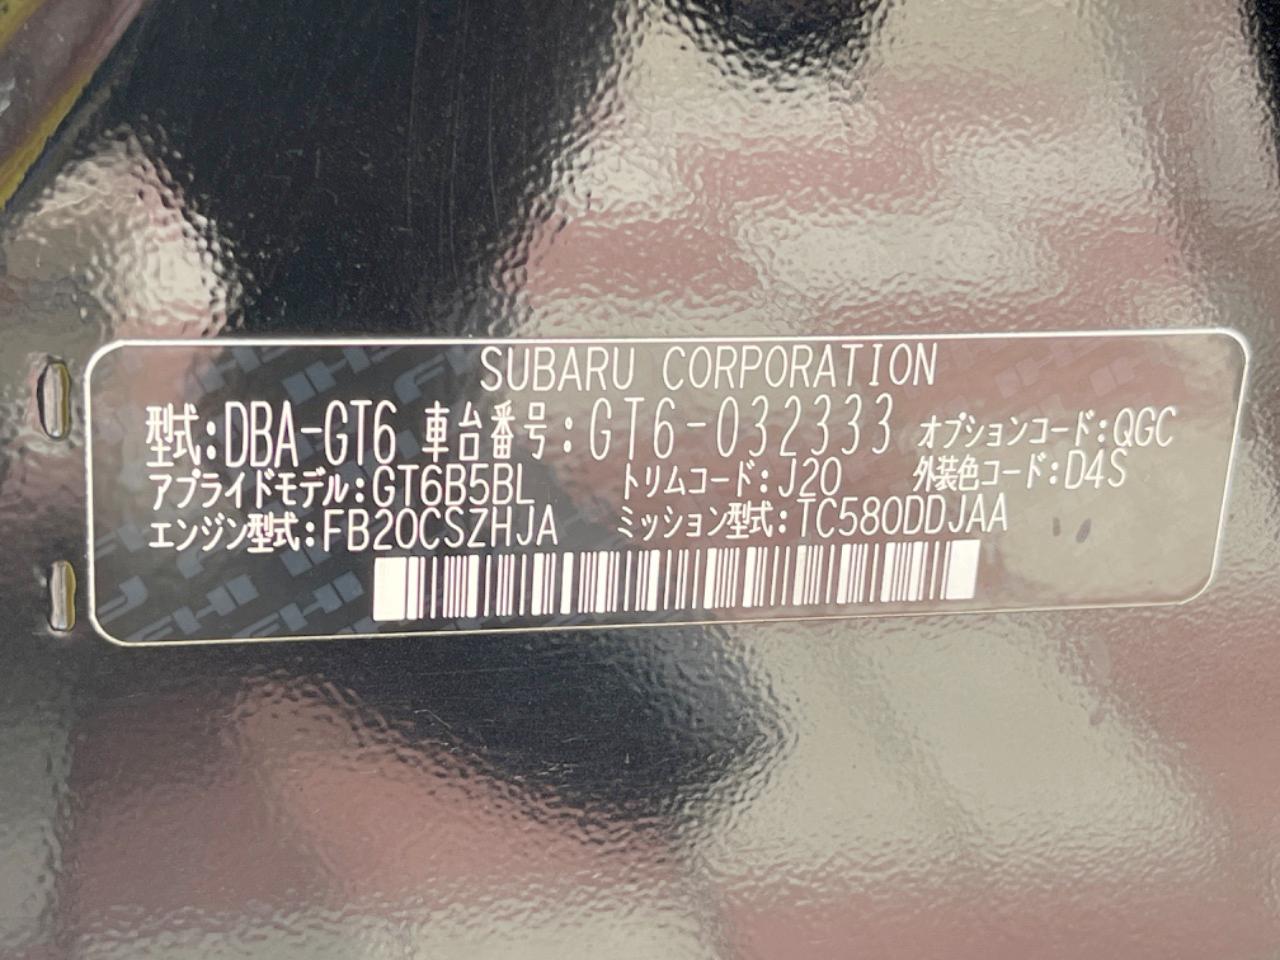 SUBARU CORPORATION
型式:DBA-GT6 車台番号:GT6-032333 オプションコード:QGC
アプライドモデル:GT6B5BL トリムコード:J20 外装色コード:D4S
エンジン型式:FB20CSZHJA ミッション型式:TC580DDJAA